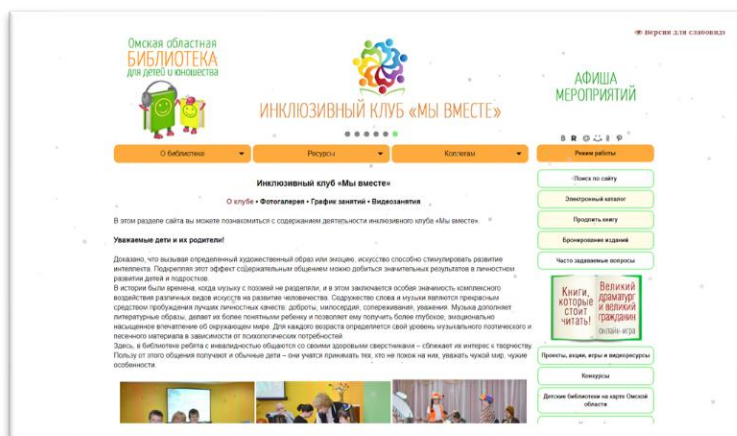 Версия для слабовид
Омская областная
БИБЛИОТЕКА
для детей и юношества
ИНКЛЮЗИВНЫЙ КЛУБ «МЫ ВМЕСТЕ»
АФИША
МЕРОПРИЯТИЙ
О библиотеке
Ресурсы
Коллегам
Режим работы
Инклюзивный клуб «Мы вместе»
О клубе • Фотогалерея • График занятий • Видеозанятия
В этом разделе сайта вы можете познакомиться с содержанием деятельности инклюзивного клуба «Мы вместе».
Уважаемые дети и их родители!
Доказано, что вызывая определенный художественный образ или эмоцию, искусство способно стимулировать развитие
интеллекта. Подкрепляя этот эффект содержательным общением можно добиться значительных результатов в личностном
развитии детей и подростков.
В истории были времена, когда музыку с поэзией не разделяли, и в этом заключается особая значимость комплексного
воздействия различных видов искусств на развитие человечества. Содружество слова и музыки являются прекрасным
средством пробуждения лучших личностных качеств: доброты, милосердия, сопереживания, уважения. Музыка дополняет
литературные образы, делает их более понятными ребенку и позволяет ему получить более глубокое, эмоционально
насыщенное впечатление об окружающем мире. Для каждого возраста определяется свой уровень музыкального поэтического и
песенного материала в зависимости от психологических потребностей.
Здесь, в библиотеке ребята с инвалидностью общаются со своими здоровыми сверстниками – сближает их интерес к творчеству.
Пользу от этого общения получают и обычные дети – они учатся принимать тех, кто не похож на них, уважать чужой мир, чужие
особенности.
Поиск по сайту
Электронный каталог
Продлить книгу
Бронирование изданий
Часто задаваемые вопросы
Книги,
которые
стоит
читать!
Великий
драматург
и великий
гражданин
онлайн-игра
Проекты, акции, игры и видеоресурсы
Конкурсы
Детские библиотеки на карте Омской
области